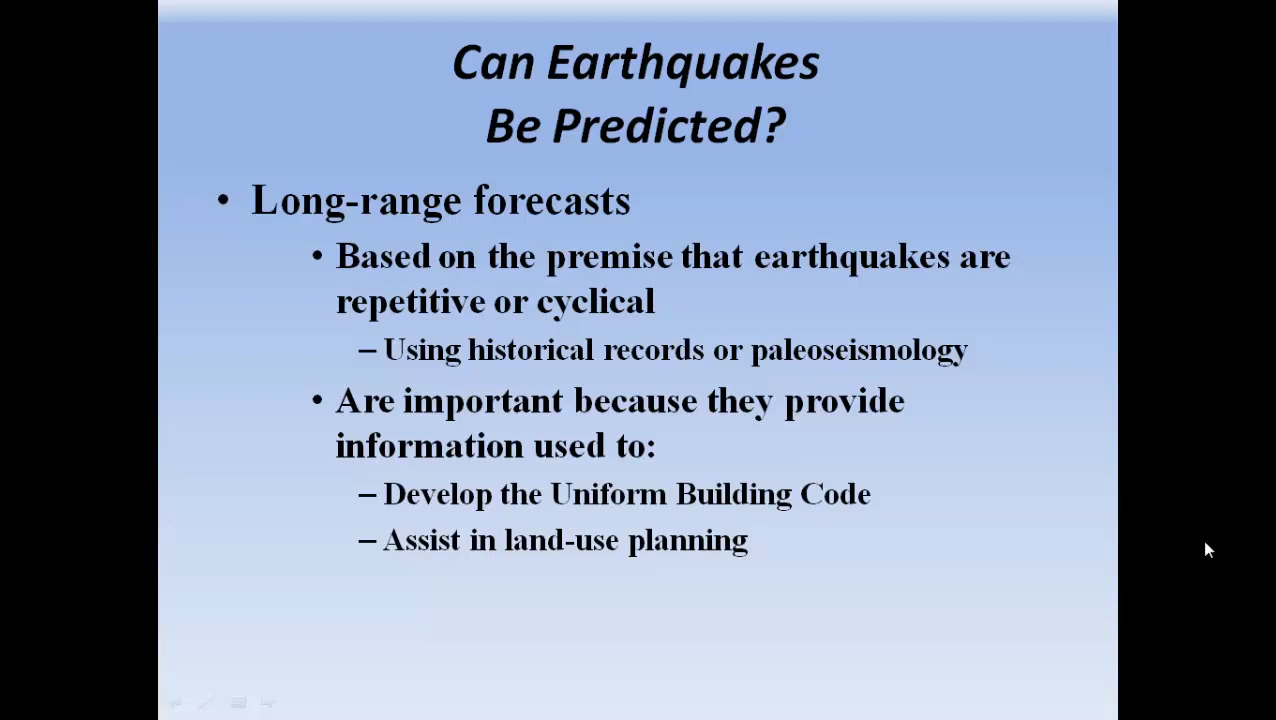 Can Earthquakes
Be Predicted?
• Long-range forecasts
• Based on the premise that earthquakes are
repetitive or cyclical
– Using historical records or paleoseismology
• Are important because they provide
information used to:
– Develop the Uniform Building Code
– Assist in land-use planning